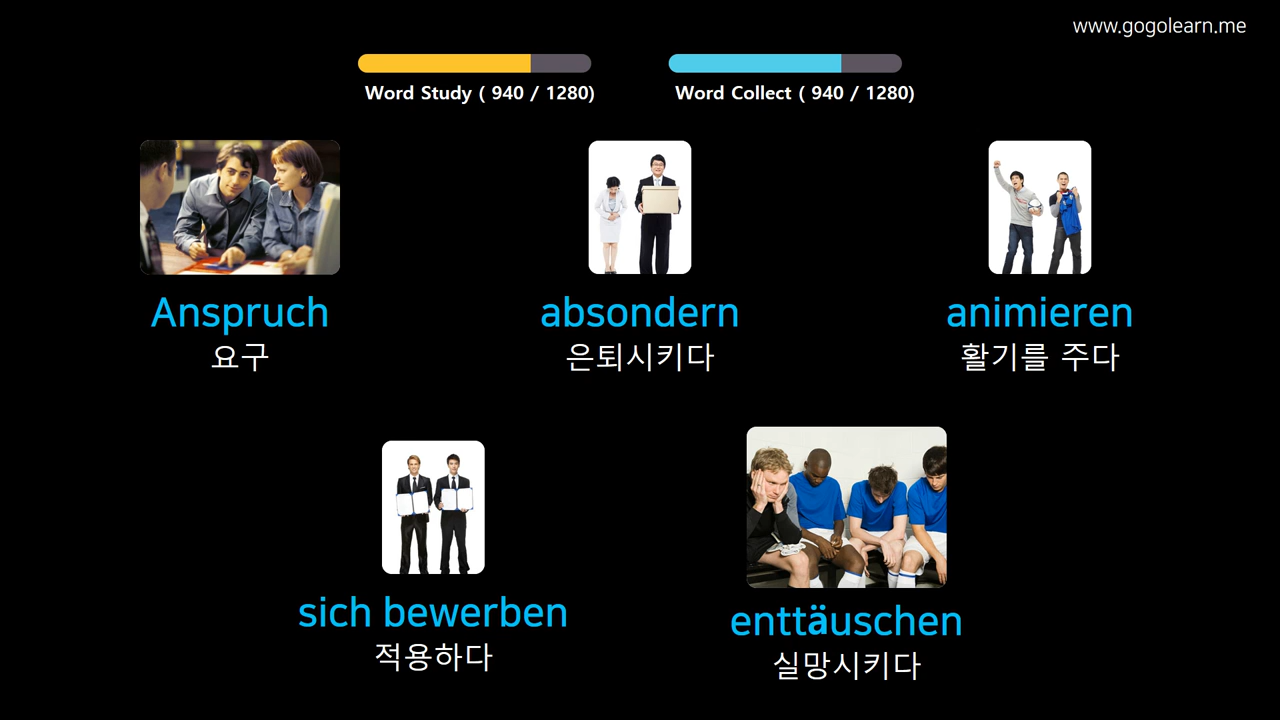 www.gogolearn.me
Word Study ( 940 / 1280)
Word Collect ( 940 / 1280)
Anspruch
요구
absondern
은퇴시키다
animieren
활기를 주다
sich bewerben
적용하다
enttäuschen
실망시키다